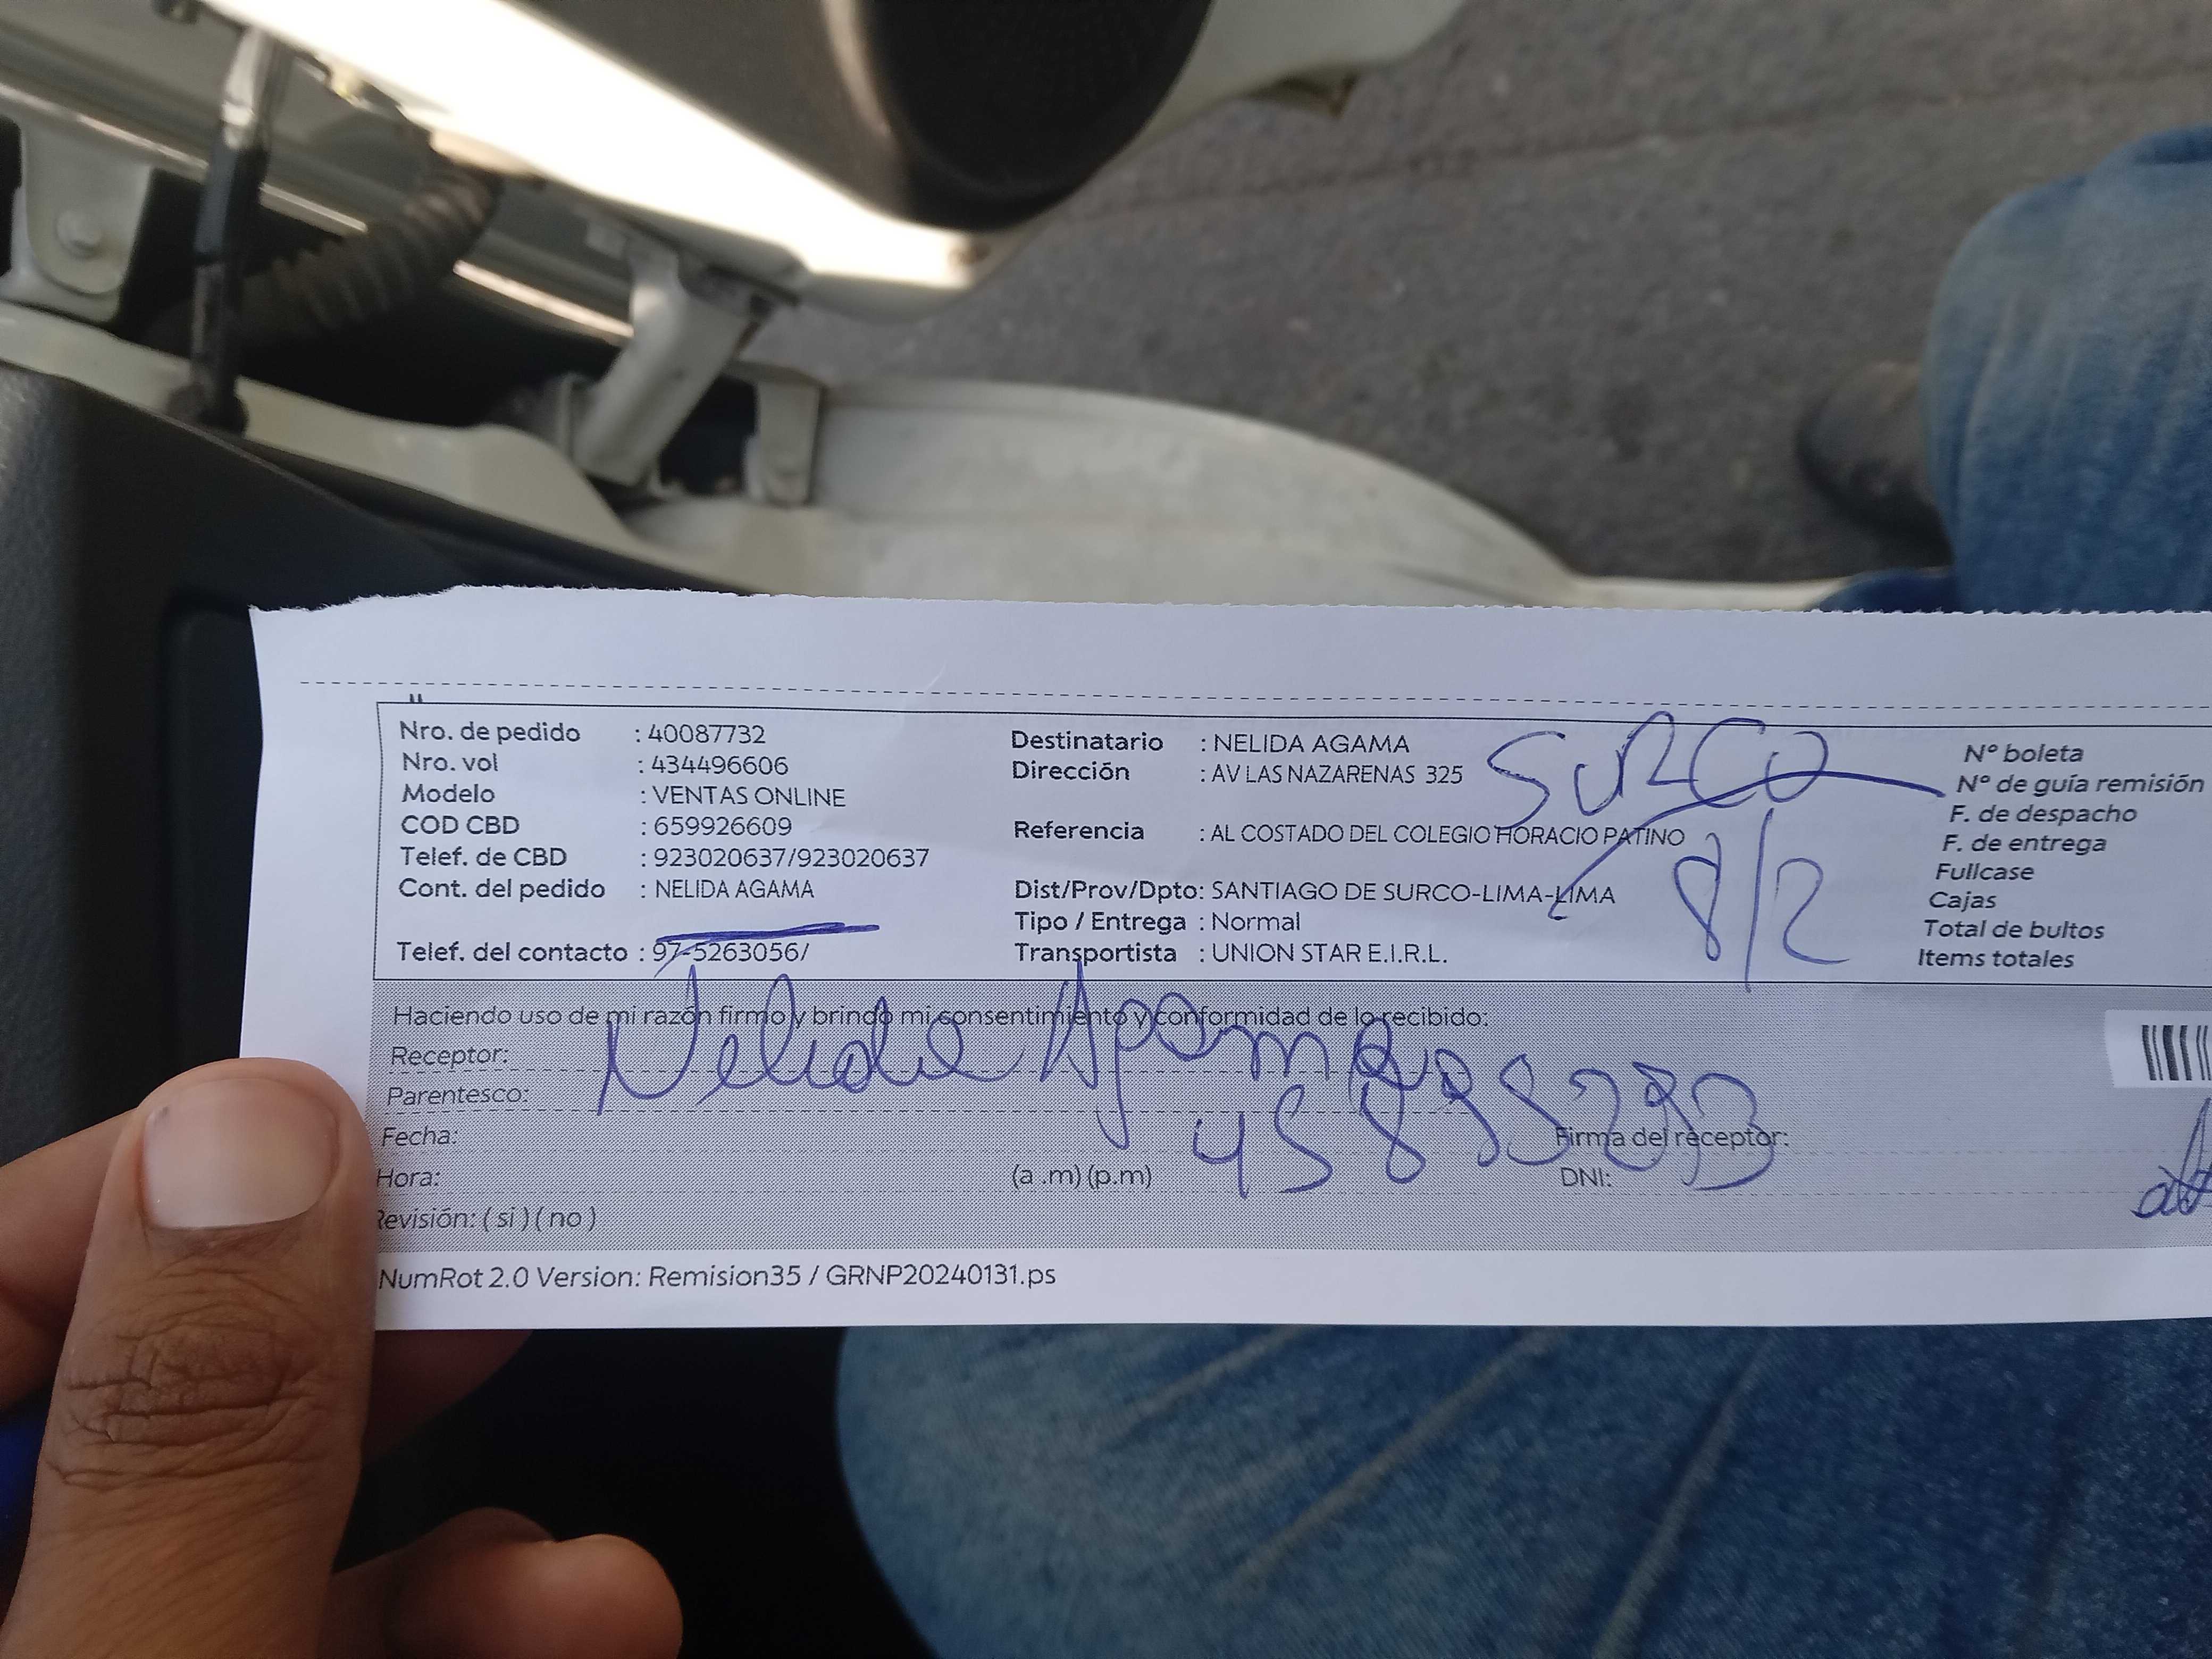 Nro. de pedido : 40087732
Nro. vol : 434496606
Modelo : VENTAS ONLINE
COD CBD : 659926609
Telef. de CBD : 923020637/923020637
Cont. del pedido : NELIDA AGAMA
Telef. del contacto : 97-5263056/
Destinatario : NELIDA AGAMA
Dirección : AV LAS NAZARENAS 325
Referencia : AL COSTADO DEL COLEGIO HORACIO PATINO
Dist/Prov/Dpto: SANTIAGO DE SURCO-LIMA-LIMA
Tipo / Entrega : Normal
Transportista : UNION STAR E.I.R.L.
SURCO
8/2
N° boleta
N° de guía remisión
F. de despacho
F. de entrega
Fullcase
Cajas
Total de bultos
Items totales
Haciendo uso de mi razón firmo y brindo mi consentimiento y conformidad de lo recibido:
Receptor: Nelida Agama
Parentesco:
Fecha:
Firma del receptor:
Hora: (a .m) (p.m)
DNI:
Revisión: ( si ) ( no )
NumRot 2.0 Version: Remision35 / GRNP20240131.ps